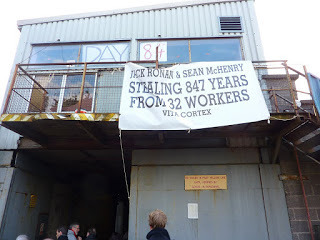 DAY 84
JACK RONAN & SEAN McHENRY
STEALING 847 YEARS
FROM 32 WORKERS
VITA CORTEX